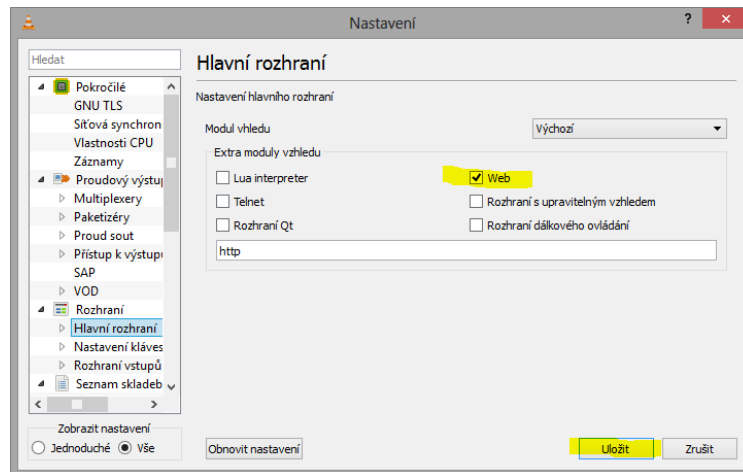 Nastavení
?
Hledat
Pokročilé
GNU TLS
Síťová synchron
Vlastnosti CPU
Záznamy
Proudový výstup
Multiplexery
Paketizéry
Proud sout
Přístup k výstupu
SAP
VOD
Rozhraní
Hlavní rozhraní
Nastavení kláves
Rozhraní vstupů
Seznam skladeb
Zobrazit nastavení
Jednoduché Vše
Hlavní rozhraní
Nastavení hlavního rozhraní
Modul vhledu Výchozí
Extra moduly vzhledu
Lua interpreter Web
Telnet Rozhraní s upravitelným vzhledem
Rozhraní Qt Rozhraní dálkového ovládání
http
Obnovit nastavení Uložit Zrušit